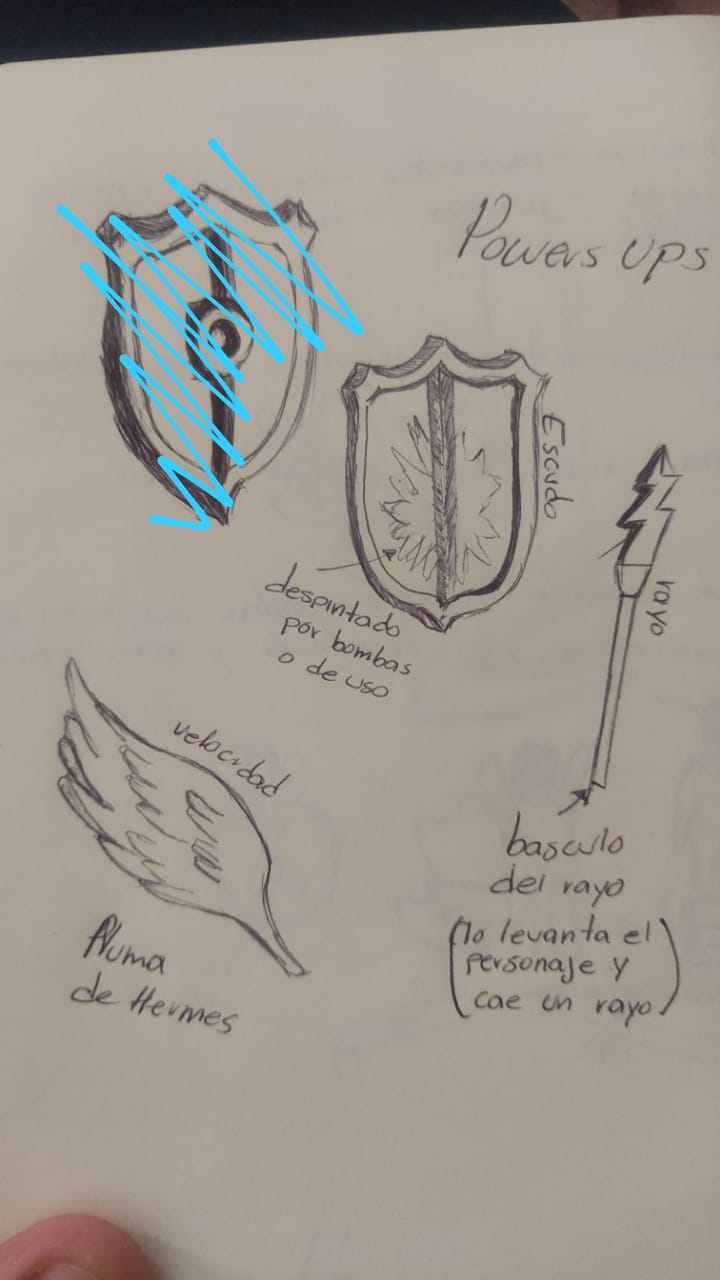 Powers ups
Escudo
despintado
por bombas
o de uso
rayo
velocidad
Pluma
de Hermes
basculo
del rayo
(lo levanta el
personaje y
cae un rayo)